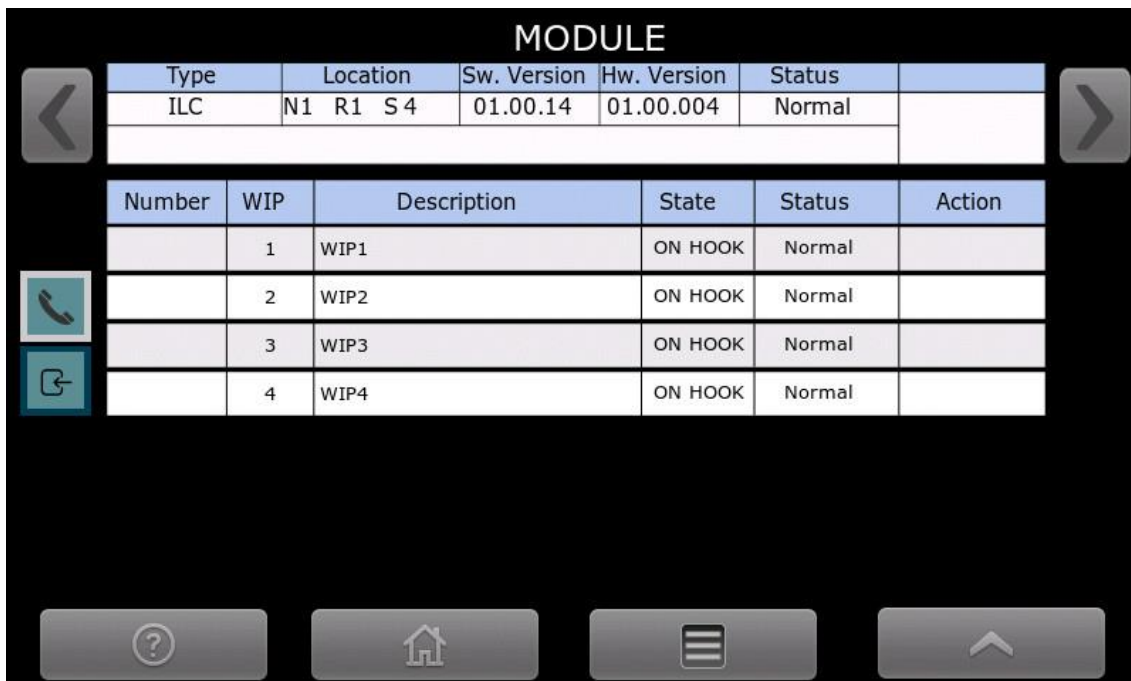 MODULE
Type Location Sw. Version Hw. Version Status
ILC N1 R1 S 4 01.00.14 01.00.004 Normal
Number WIP Description State Status Action
1 WIP1 ON HOOK Normal
2 WIP2 ON HOOK Normal
3 WIP3 ON HOOK Normal
4 WIP4 ON HOOK Normal
?